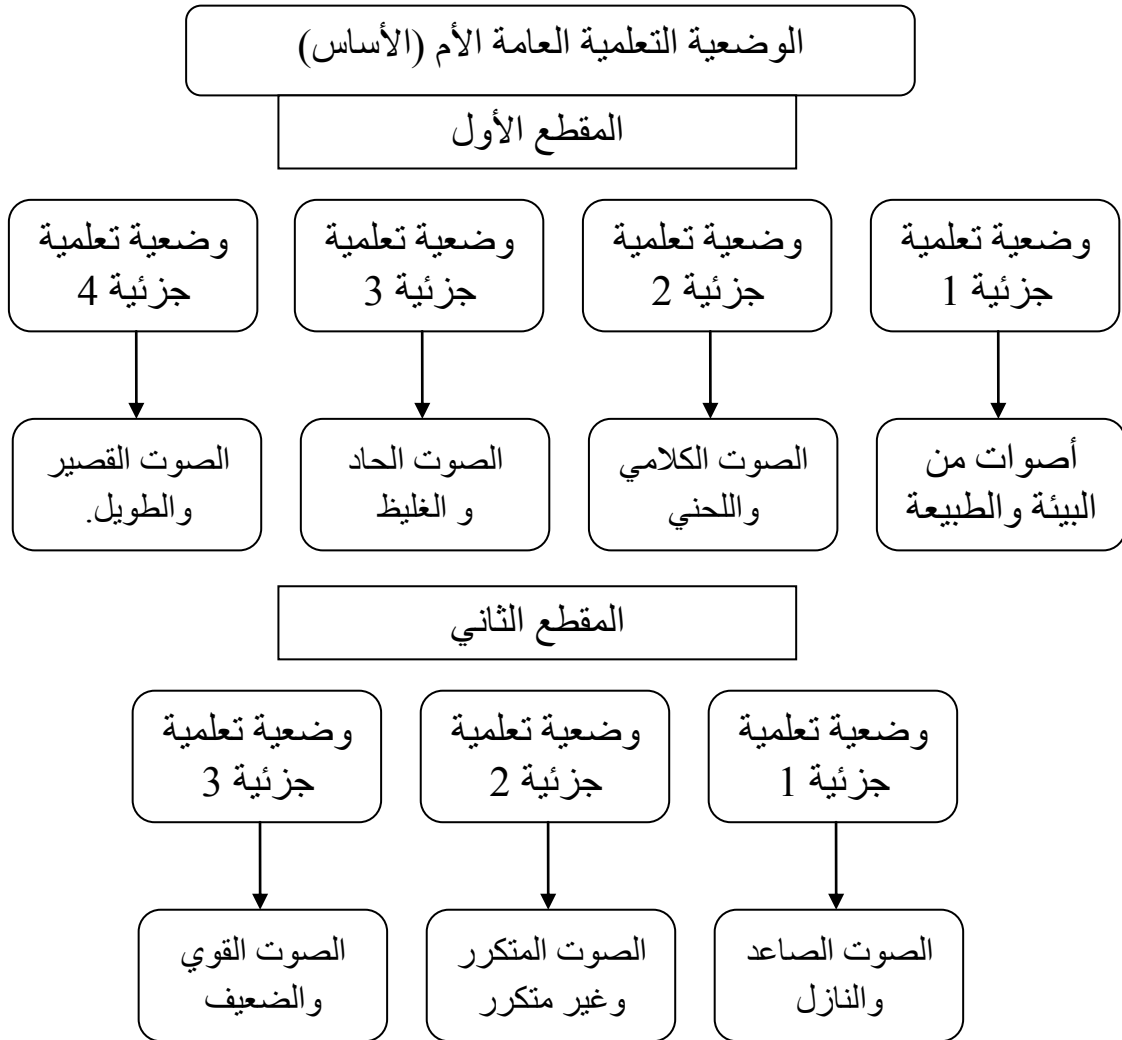 الوضعية التعلمية العامة الأم (الأساس)
المقطع الأول
وضعية تعلمية
جزئية 1
وضعية تعلمية
جزئية 2
وضعية تعلمية
جزئية 3
وضعية تعلمية
جزئية 4
أصوات من
البيئة والطبيعة
الصوت الكلامي
واللحني
الصوت الحاد
و الغليظ
الصوت القصير
والطويل.
المقطع الثاني
وضعية تعلمية
جزئية 1
وضعية تعلمية
جزئية 2
وضعية تعلمية
جزئية 3
الصوت الصاعد
والنازل
الصوت المتكرر
وغير متكرر
الصوت القوي
والضعيف